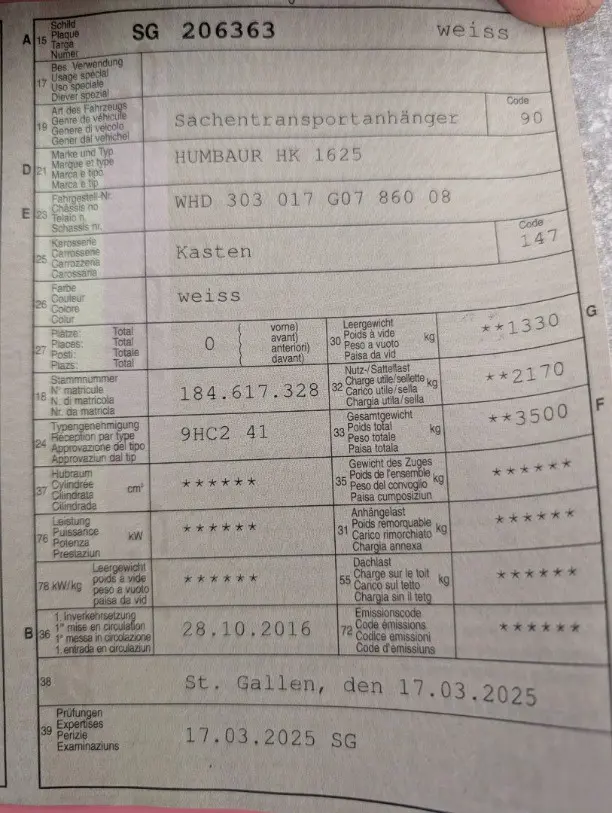 A 15 Schild
Plaque
Targa
Numer
SG 206363 weiss
17 Bes. Verwendung
Usage spécial
Uso speciale
Diever spezial
19 Art des Fahrzeugs
Genre de véhicule
Genere di veicolo
Gener dal vehichel
Sachentransportanhänger
Code
90
D 21 Marke und Typ
Marque et type
Marca e tipo
Marca e tip
HUMBAUR HK 1625
E 23 Fahrgestell-Nr.
Châssis no
Telaio n.
Schassis nr.
WHD 303 017 G07 860 08
25 Karosserie
Carrosserie
Carrozzeria
Carossaria
Kasten
Code
147
26 Farbe
Couleur
Colore
Colur
weiss
27 Plätze: Total
Places: Total
Posti: Totale
Plazs: Total
0
( vorne)
( avant)
( anteriori)
( davant)
G
30 Leergewicht
Poids à vide
Peso a vuoto
Paisa da vid
kg
**1330
18 Stammnummer
N° matricule
N. di matricola
Nr. da matricla
184.617.328
32 Nutz-/Sattellast
Charge utile/sellette
Carico utile/sella
Chargia utila/sella
kg
**2170
24 Typengenehmigung
Réception par type
Approvazione del tipo
Approvaziun dal tip
9HC2 41
F
33 Gesamtgewicht
Poids total
Peso totale
Paisa totala
kg
**3500
37 Hubraum
Cylindrée
Cilindrata
Cilindrada
cm³
******
35 Gewicht des Zuges
Poids de l'ensemble
Peso del convoglio
Paisa cumposiziun
kg
******
76 Leistung
Puissance
Potenza
Prestaziun
kW
******
31 Anhängelast
Poids remorquable
Carico rimorchiato
Chargia annexa
kg
******
78 kW/kg
Leergewicht
poids à vide
peso a vuoto
paisa da vid
******
55 Dachlast
Charge sur le toit
Carico sul tetto
Chargia sin il tetg
kg
******
B 36 1. Inverkehrsetzung
1re mise en circulation
1a messa in circolazione
1. entrada en circulaziun
28.10.2016
72 Emissionscode
Code émissions
Codice emissioni
Code d'emissiuns
******
38
St. Gallen, den 17.03.2025
39 Prüfungen
Expertises
Perizie
Examinaziuns
17.03.2025 SG